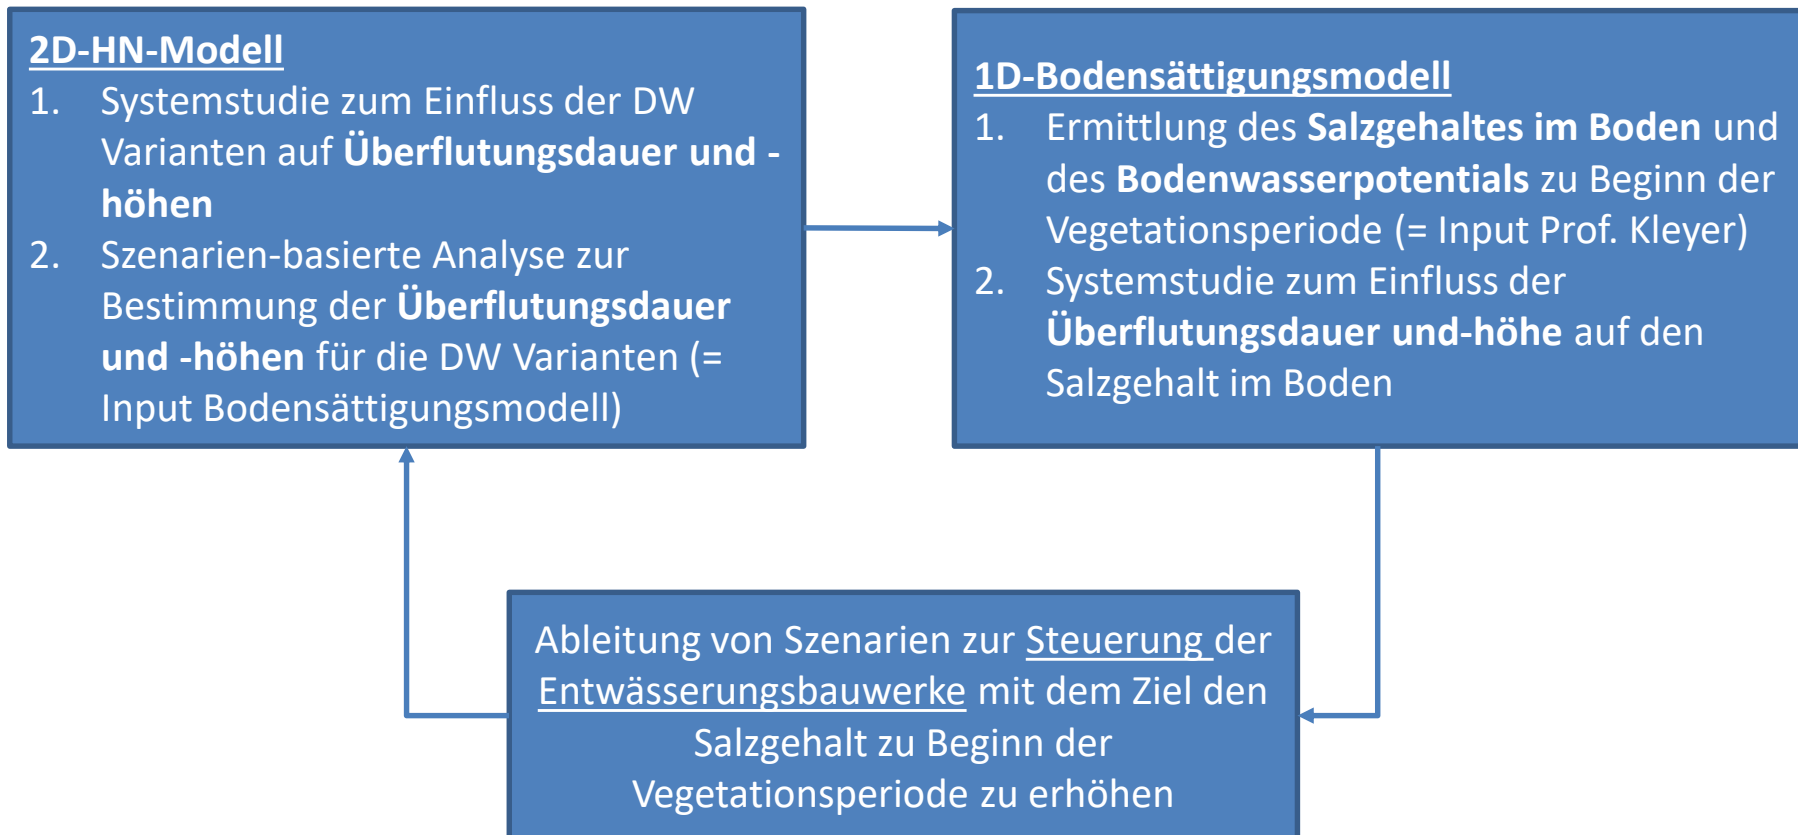 2D-HN-Modell
1. Systemstudie zum Einfluss der DW
Varianten auf Überflutungsdauer und -
höhen
2. Szenarien-basierte Analyse zur
Bestimmung der Überflutungsdauer
und -höhen für die DW Varianten (=
Input Bodensättigungsmodell)
1D-Bodensättigungsmodell
1. Ermittlung des Salzgehaltes im Boden und
des Bodenwasserpotentials zu Beginn der
Vegetationsperiode (= Input Prof. Kleyer)
2. Systemstudie zum Einfluss der
Überflutungsdauer und-höhe auf den
Salzgehalt im Boden
Ableitung von Szenarien zur Steuerung der
Entwässerungsbauwerke mit dem Ziel den
Salzgehalt zu Beginn der
Vegetationsperiode zu erhöhen